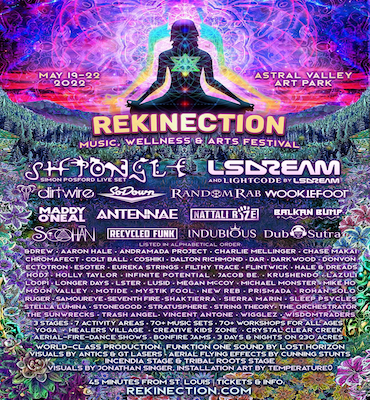 MAY 19-22
2022
ASTRAL VALLEY
ART PARK
REKINECTION
MUSIC, WELLNESS & ARTS FESTIVAL
SHPONGLE
SIMON POSFORD LIVE SET
LSDREAM
AND LIGHTCODE BY LSDREAM
dirtwire SoDown RANDOM RAB WOOKIEFOOT
MADDY O'NEAL ANTENNAE NATTALI RIZE BALKAN BUMP
SEQHAN RECYCLED FUNK INDUBIOUS DUB SUTRA
LISTED IN ALPHABETICAL ORDER
@DREW • AARON HALE • ANDRAMADA PROJECT • CHARLIE MELLINGER • CHASE MAKAI
CHROMAFECT • COLT BALL • COSHIKI • DALTON RICHMOND • DAR • DARKWOOD • DONVON
ECTOTRON • ESOTER • EUREKA STRINGS • FILTHY TRACE • FLINTWICK • HALE & DREADS
HODJ • HOLLY TAYLOR • INFINITE POTENTIAL • JACOB BE. • KRUSHENDO • LAZULI
LOOPI • LONGER DAYS • LSTER • LUSID • MEGAN MCCOY • MICHAEL MONSTER • MIKE HO
MOON VALLEY • MOTIDE • MYSTE FOOL • NEW REB • PRISMADA • ROHAN SOLO
RUGER • SAMOURYE • SEVENTH FIRE • SHAKTIERRA • SIERRA MARIN • SLEEP PSYCLE
STELLA LUMINA • STONEGOOD • STRATUSPHERE • STRING THEORY • THE ORCHESTRATOR
THE SUNWRECKS • TRASH ANGEL • VINCENT ANTONE • WIGGLEZ • WISDOMTRADERS
3 STAGES • 7 ACTIVITY AREAS • 70+ MUSIC SETS • 70+ WORKSHOPS FOR ALL AGES
YOGA • HEALERS VILLAGE • CREATIVE KIDS ZONE • CRYSTAL CLEAR CREEK
AERIAL-FIRE-DANCE SHOWS • BONFIRE JAMS • 3 DAYS & NIGHTS ON 230 ACRES
WORLD-CLASS PRODUCTION • FUNKTION ONE SOUND BY LOST HORIZON
VISUALS BY ANTICS & GT LASERS • AERIAL FLYING EFFECTS BY CUNNING STUNTS
INCENDIA STAGE & TRIBAL ROOTS STAGE
VISUALS BY JONATHAN SINGER, INSTALLATION ART BY TEMPERATURE0
45 MINUTES FROM ST. LOUIS | TICKETS & INFO:
REKINECTION.COM